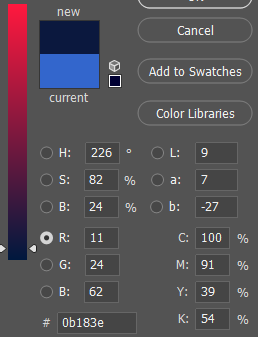 new
Cancel
Add to Swatches
current
Color Libraries
H: 226 ° L: 9
S: 82 % a: 7
B: 24 % b: -27
R: 11 C: 100 %
G: 24 M: 91 %
B: 62 Y: 39 %
# 0b183e K: 54 %